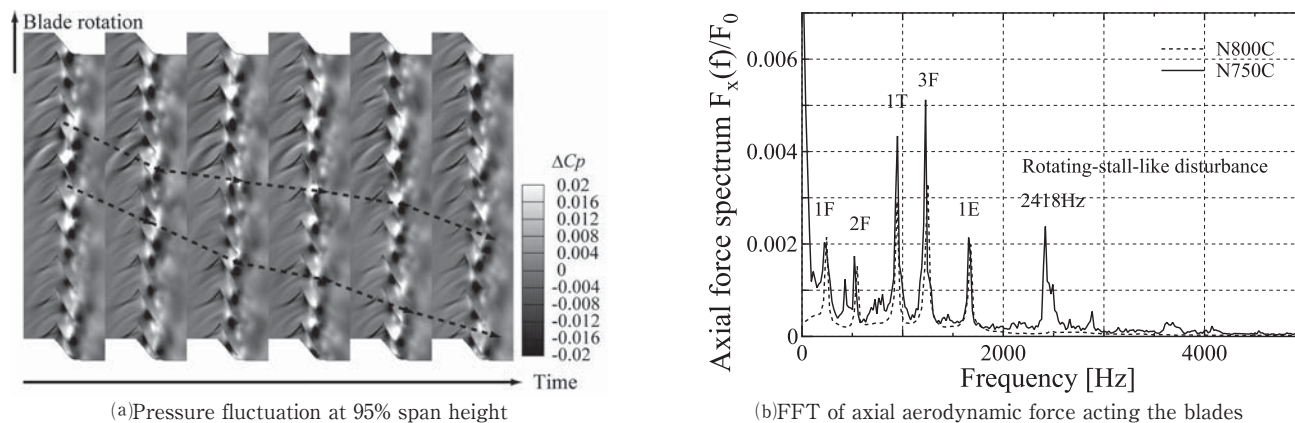 Blade rotation
ΔCp
0.02
0.016
0.012
0.008
0.004
0
-0.004
-0.008
-0.012
-0.016
-0.02
Time
(a)Pressure fluctuation at 95% span height
Axial force spectrum Fx(f)/F0
0.006
0.004
0.002
0
N800C
N750C
3F
1T
Rotating-stall-like disturbance
2418Hz
1F
2F
1E
0
2000
4000
Frequency [Hz]
(b)FFT of axial aerodynamic force acting the blades